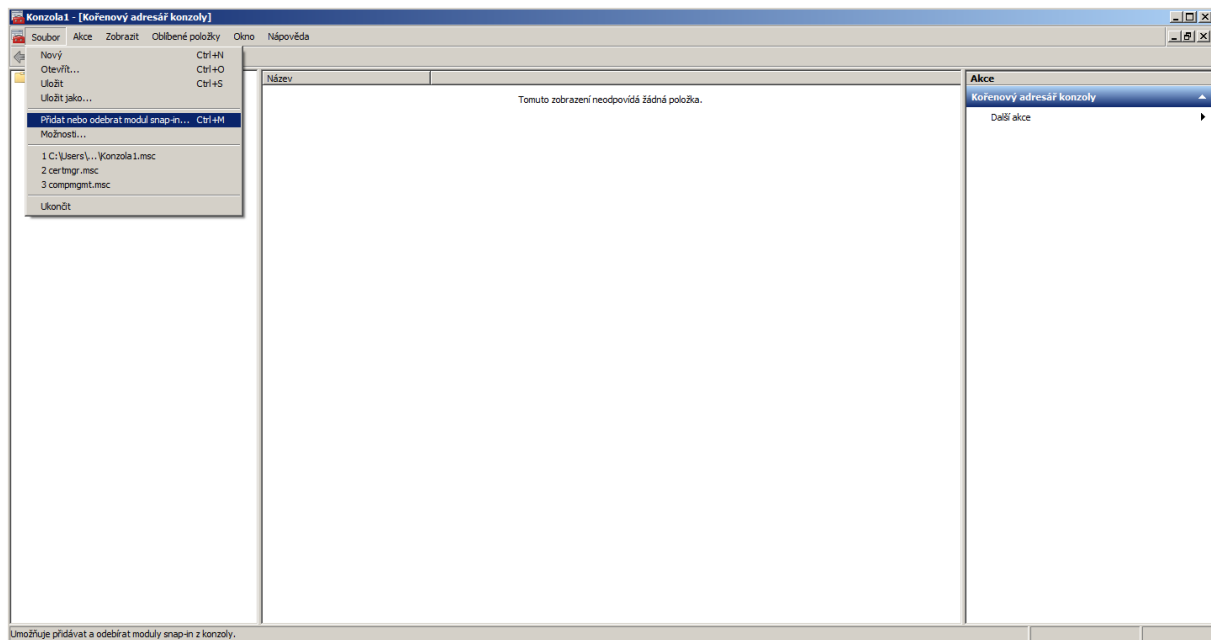 Konzola1 - [Kořenový adresář konzoly]
Soubor Akce Zobrazit Oblíbené položky Okno Nápověda
Nový Ctrl+N
Otevřít... Ctrl+O
Uložit Ctrl+S
Uložit jako...
Přidat nebo odebrat modul snap-in... Ctrl+M
Možnosti...
1 C:\Users\...\Konzola1.msc
2 certmgr.msc
3 compmgmt.msc
Ukončit
Název
Tomuto zobrazení neodpovídá žádná položka.
Akce
Kořenový adresář konzoly
Další akce
Umožňuje přidávat a odebírat moduly snap-in z konzoly.